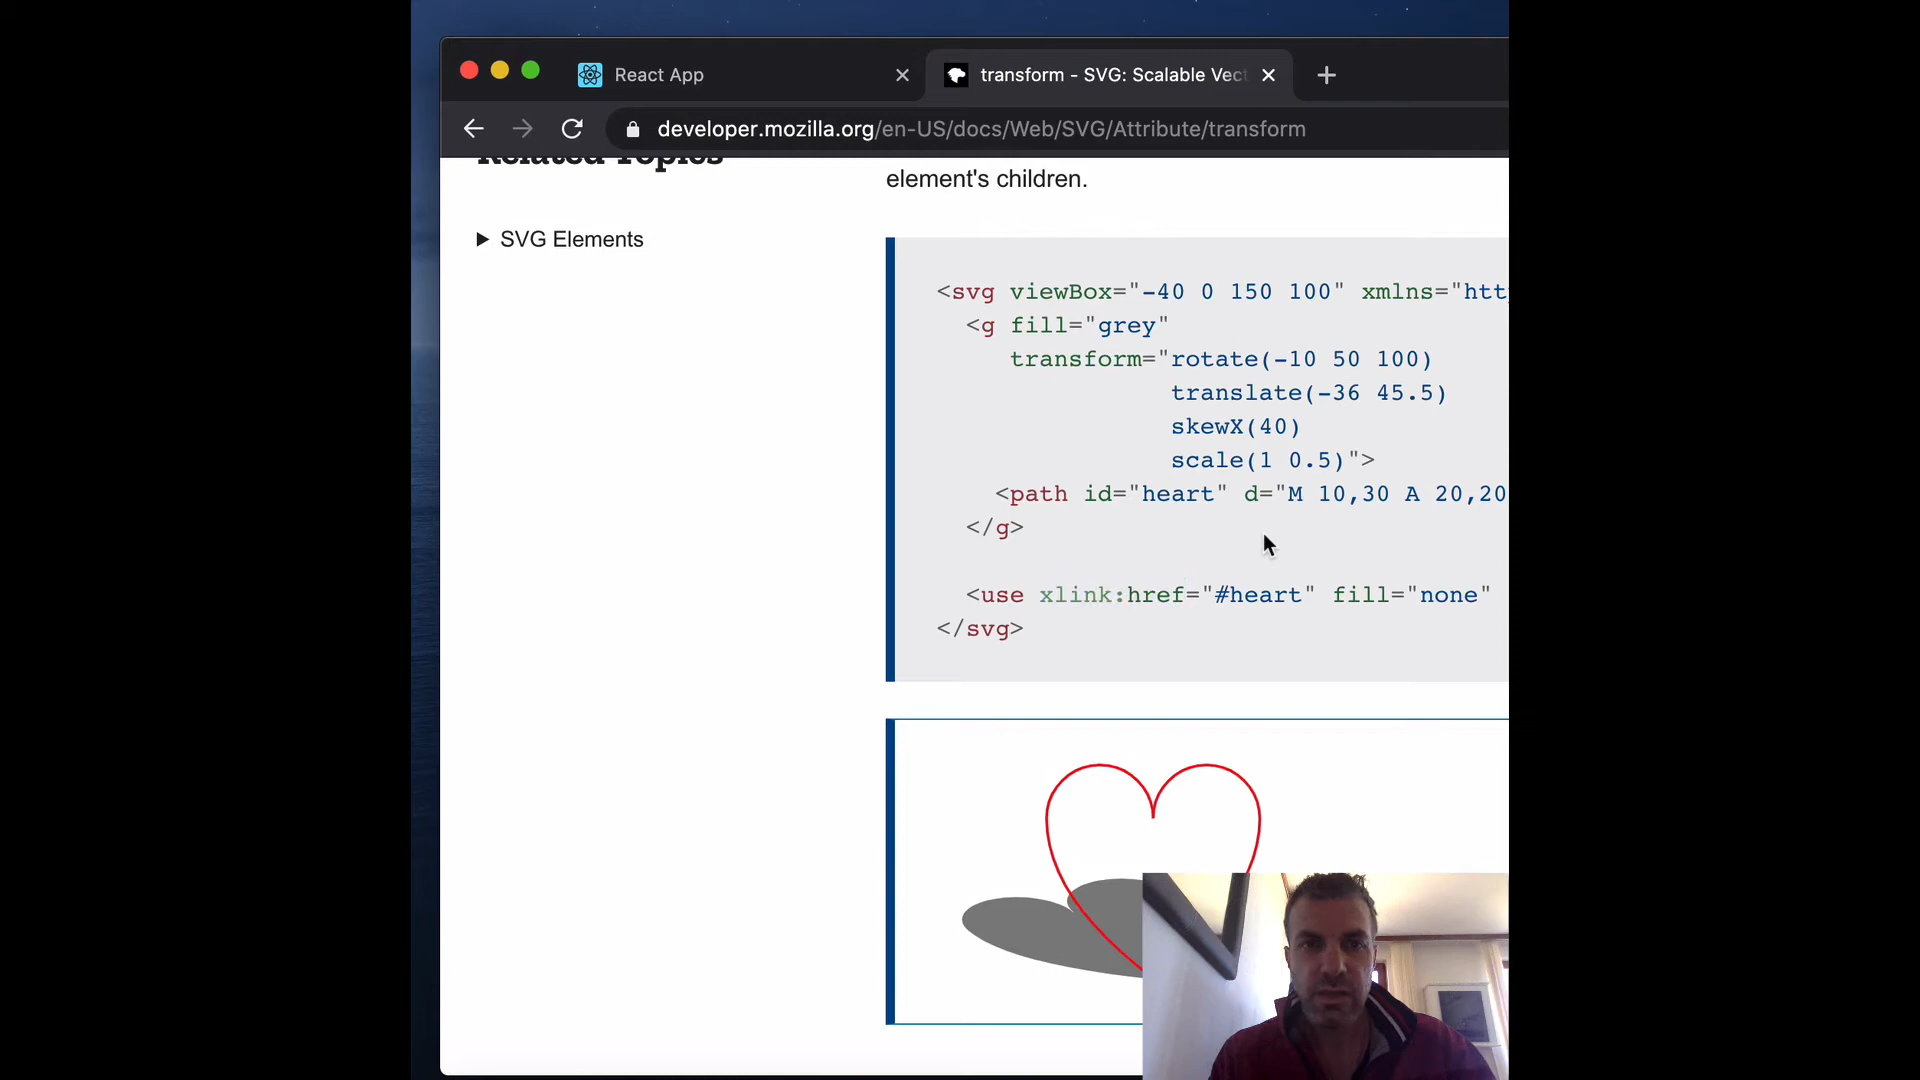 React App
transform - SVG: Scalable Vect
developer.mozilla.org/en-US/docs/Web/SVG/Attribute/transform
Related Topics
element's children.
SVG Elements
<svg viewBox="-40 0 150 100" xmlns="htt
<g fill="grey"
transform="rotate(-10 50 100)
translate(-36 45.5)
skewX(40)
scale(1 0.5)">
<path id="heart" d="M 10,30 A 20,20
</g>
<use xlink:href="#heart" fill="none"
</svg>